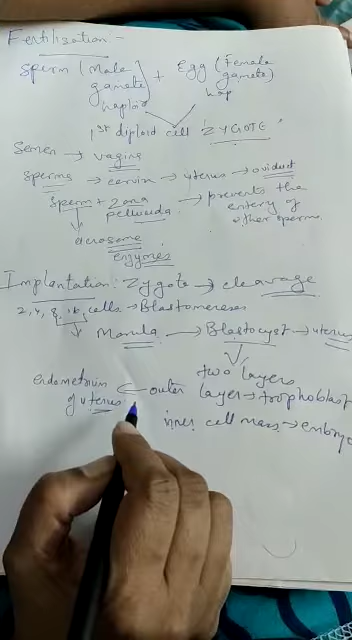 Fertilisation:-
Sperm (Male gamete) + Egg (Female gamete)
haploid hap
1st diploid cell 'ZYGOTE'
Semen → vagina
Sperms → cervix → uterus → oviduct
Sperm + Zona pellucida → prevents the entery of other sperms
acrosome enzymes
Implantation: Zygote → cleavage
2, 4, 8, 16, cells → Blastomeres
Morula → Blastocyst → uterus
two layers
endometrium of uterus ← outer layer → trophoblast
inner cell mass → embryo